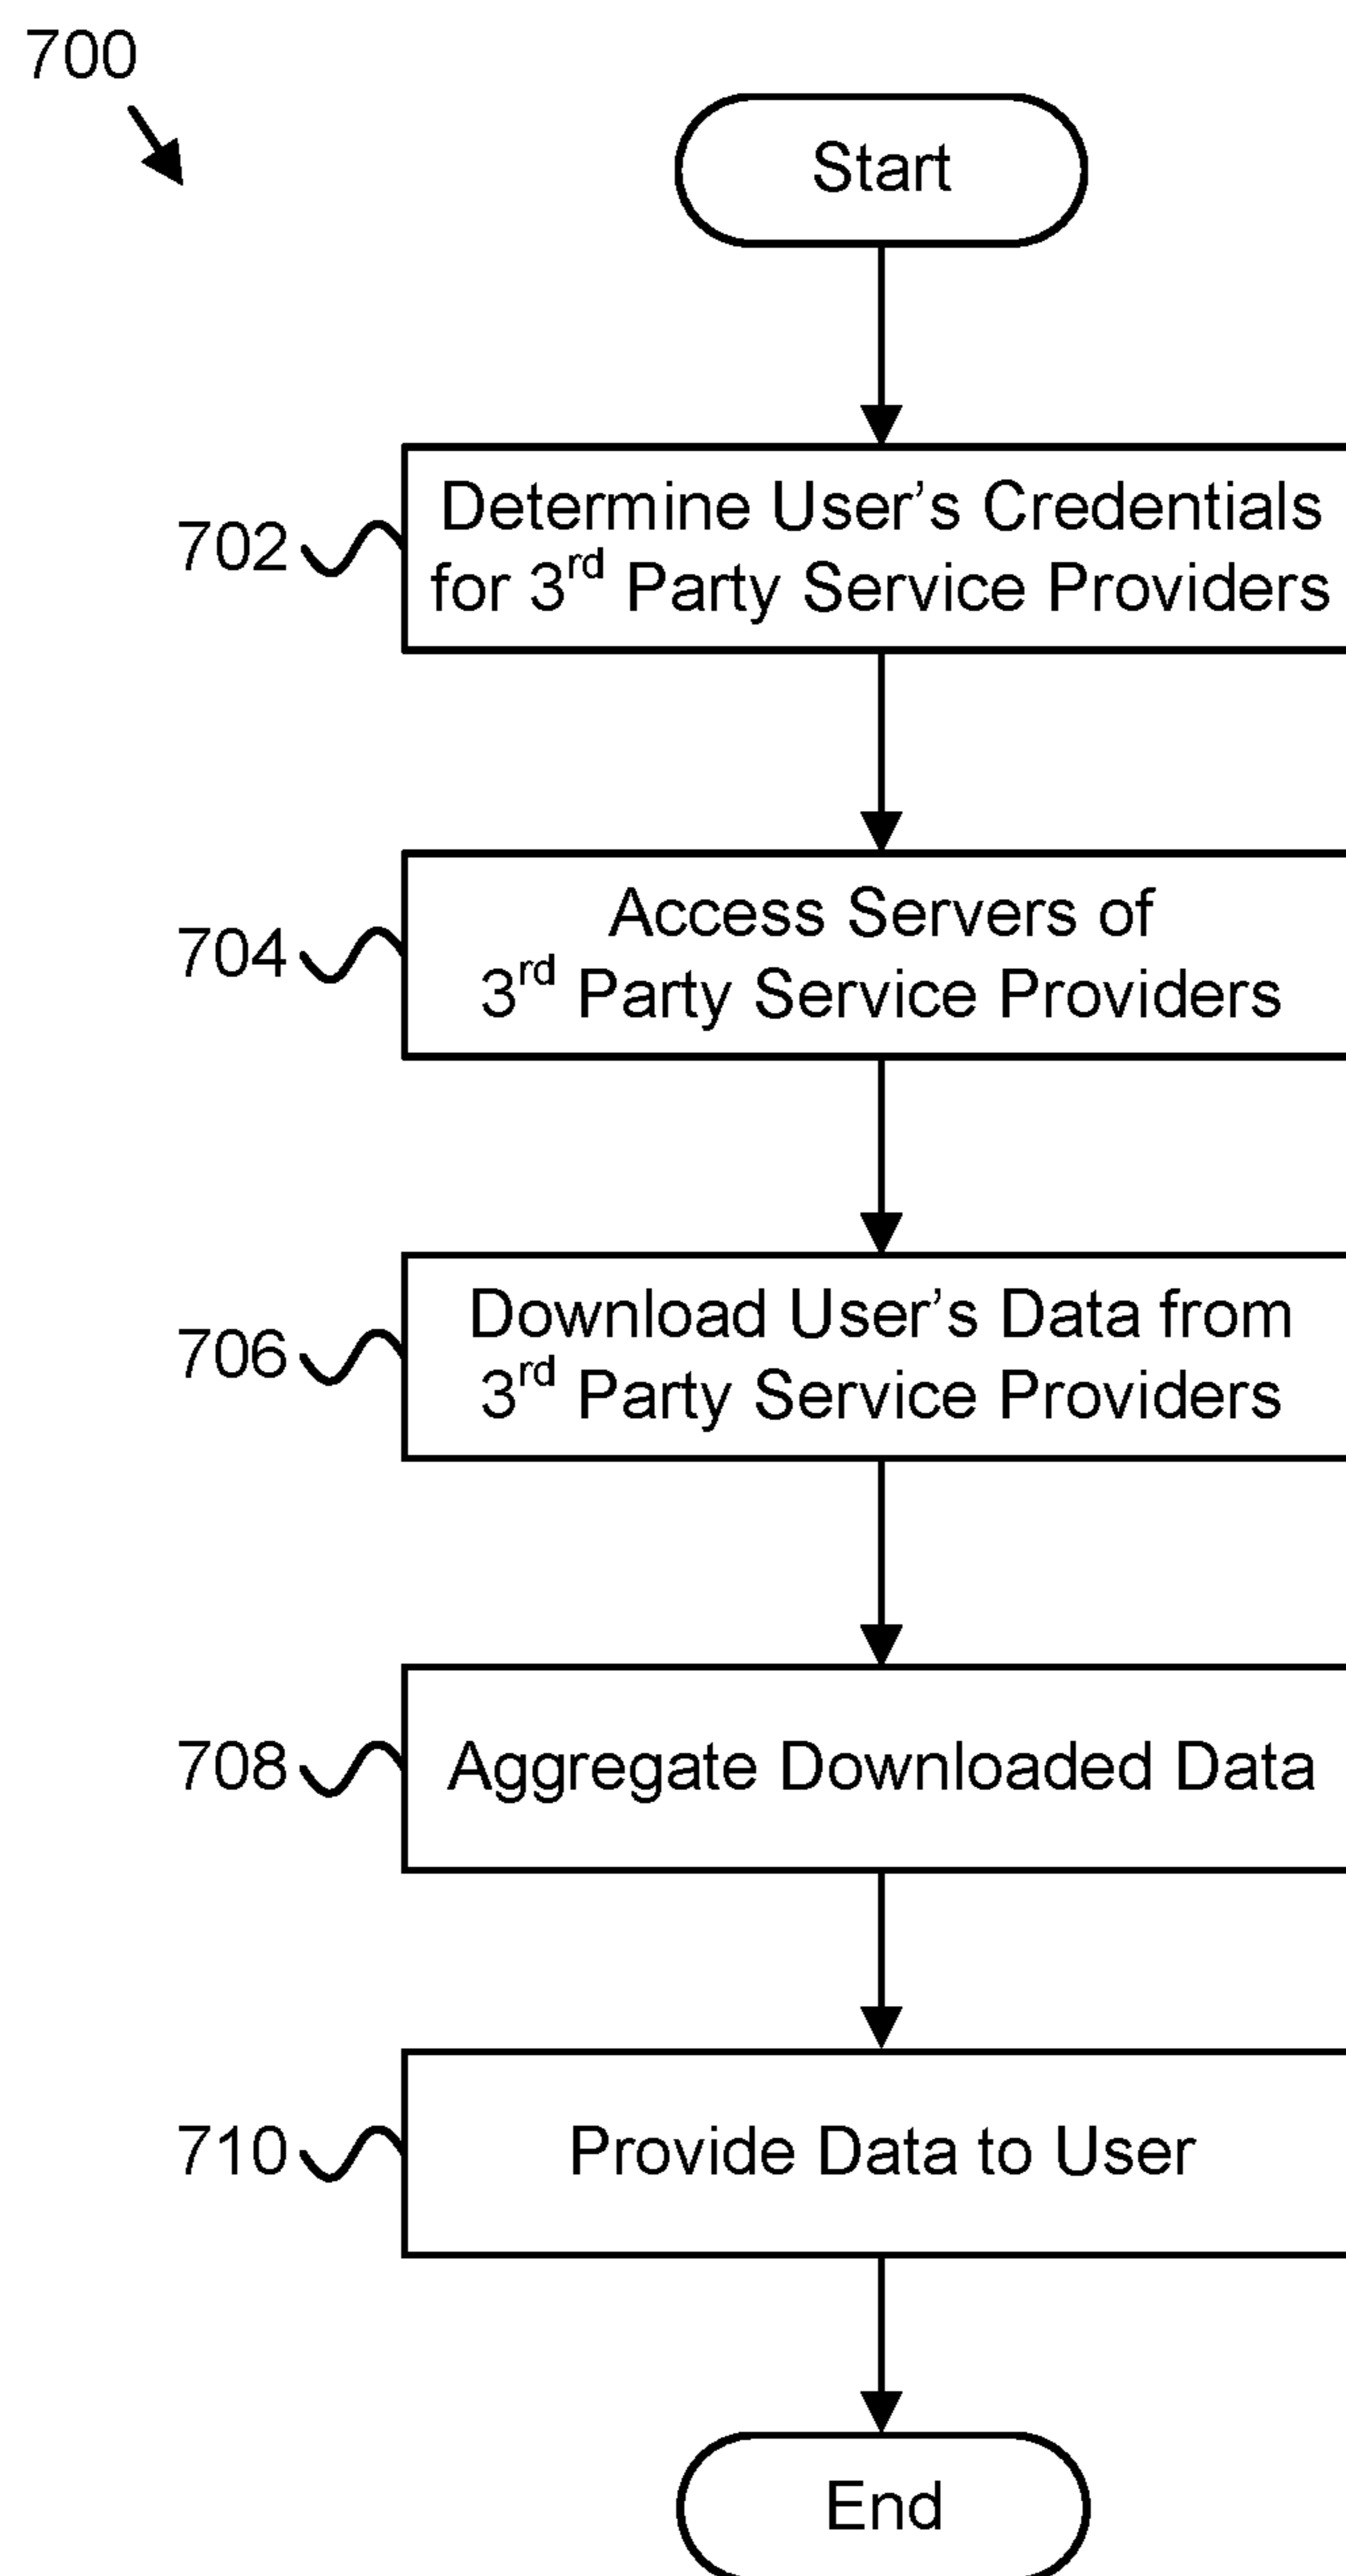 700
Start
702
Determine User’s Credentials
for 3rd Party Service Providers
704
Access Servers of
3rd Party Service Providers
706
Download User’s Data from
3rd Party Service Providers
708
Aggregate Downloaded Data
710
Provide Data to User
End